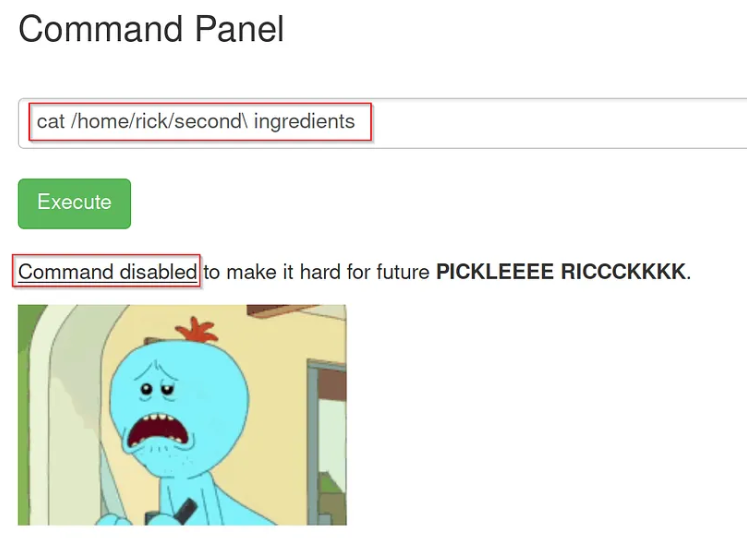 Command Panel
cat /home/rick/second\ ingredients
Execute
Command disabled to make it hard for future PICKLEEEE RICCCKKKK.